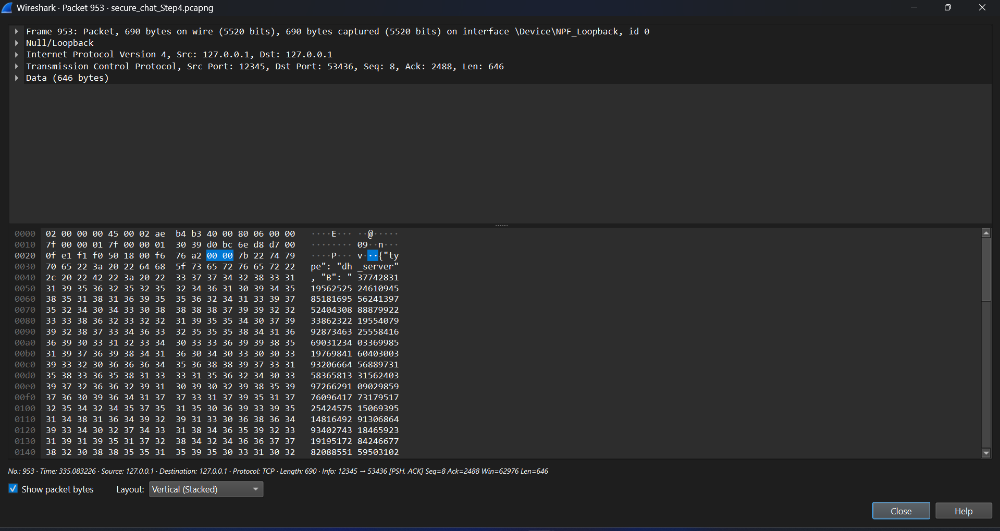 Wireshark · Packet 953 · secure_chat_Step4.pcapng
Frame 953: Packet, 690 bytes on wire (5520 bits), 690 bytes captured (5520 bits) on interface \Device\NPF_Loopback, id 0
Null/Loopback
Internet Protocol Version 4, Src: 127.0.0.1, Dst: 127.0.0.1
Transmission Control Protocol, Src Port: 12345, Dst Port: 53436, Seq: 8, Ack: 2488, Len: 646
Data (646 bytes)
0000 02 00 00 00 45 00 02 ae b4 b3 40 00 80 06 00 00 ····E··· ··@·····
0010 7f 00 00 01 7f 00 00 01 30 39 d0 bc 6e d8 d7 00 ········ 09··n···
0020 0f e1 f1 f0 50 18 00 f6 76 a2 00 00 7b 22 74 79 ····P··· v···{"ty
0030 70 65 22 3a 20 22 64 68 5f 73 65 72 76 65 72 22 pe": "dh _server"
0040 2c 20 22 42 22 3a 20 22 33 37 37 34 32 38 33 31 , "B": " 37742831
0050 31 39 35 36 32 35 32 35 32 34 36 31 30 39 34 35 19562525 24610945
0060 38 35 31 38 31 36 39 35 35 36 32 34 31 33 39 37 85181695 56241397
0070 35 32 34 30 34 33 30 38 38 38 38 37 39 39 32 32 52404308 88879922
0080 33 33 38 36 32 33 32 32 31 39 35 35 34 30 37 39 33862322 19554079
0090 39 32 38 37 33 34 36 33 32 35 35 35 38 34 31 36 92873463 25558416
00a0 36 39 30 33 31 32 33 34 30 33 33 36 39 39 38 35 69031234 03369985
00b0 31 39 37 36 39 38 34 31 36 30 34 30 33 30 30 33 19769841 60403003
00c0 39 33 32 30 36 36 36 34 35 36 38 38 39 37 33 31 93206664 56889731
00d0 35 38 33 36 35 38 31 33 33 31 35 36 32 34 30 33 58365813 31562403
00e0 39 37 32 36 36 32 39 31 30 39 30 32 39 38 35 39 97266291 09029859
00f0 37 36 30 39 36 34 31 37 37 33 31 37 39 35 31 37 76096417 73179517
0100 32 35 34 32 34 35 37 35 31 35 30 36 39 33 39 35 25424575 15069395
0110 31 34 38 31 36 34 39 32 39 31 33 30 36 38 36 34 14816492 91306864
0120 39 33 34 30 32 37 34 33 31 38 34 36 35 39 32 33 93402743 18465923
0130 31 39 31 39 35 31 37 32 38 34 32 34 36 36 37 37 19195172 84246677
0140 38 32 30 38 38 35 35 31 35 39 35 30 33 31 30 32 82088551 59503102
No.: 953 · Time: 335.083226 · Source: 127.0.0.1 · Destination: 127.0.0.1 · Protocol: TCP · Length: 690 · Info: 12345 → 53436 [PSH, ACK] Seq=8 Ack=2488 Win=62976 Len=646
Show packet bytes Layout: Vertical (Stacked)
Close Help